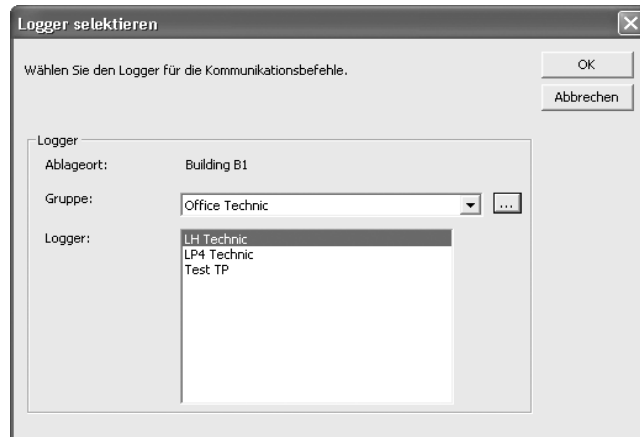 Logger selektieren
Wählen Sie den Logger für die Kommunikationsbefehle.
OK
Abbrechen
Logger
Ablageort: Building B1
Gruppe: Office Technic ...
Logger: LH Technic
LP4 Technic
Test TP